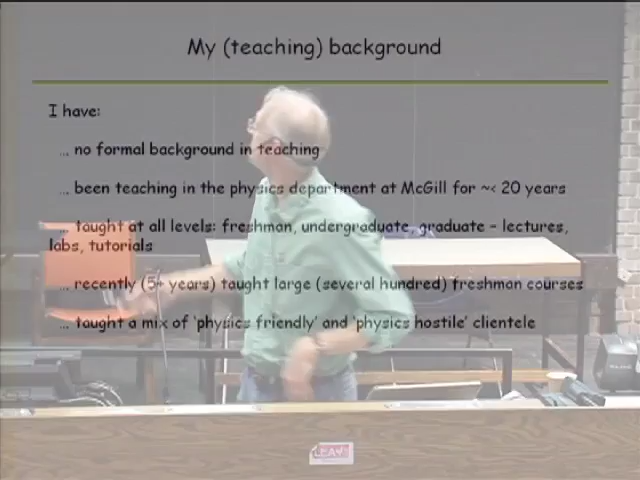 My (teaching) background
I have:
... no formal background in teaching
... been teaching in the physics department at McGill for ~< 20 years
... taught at all levels: freshman, undergraduate, graduate – lectures,
labs, tutorials
... recently (5+ years) taught large (several hundred) freshman courses
... taught a mix of 'physics friendly' and 'physics hostile' clientele